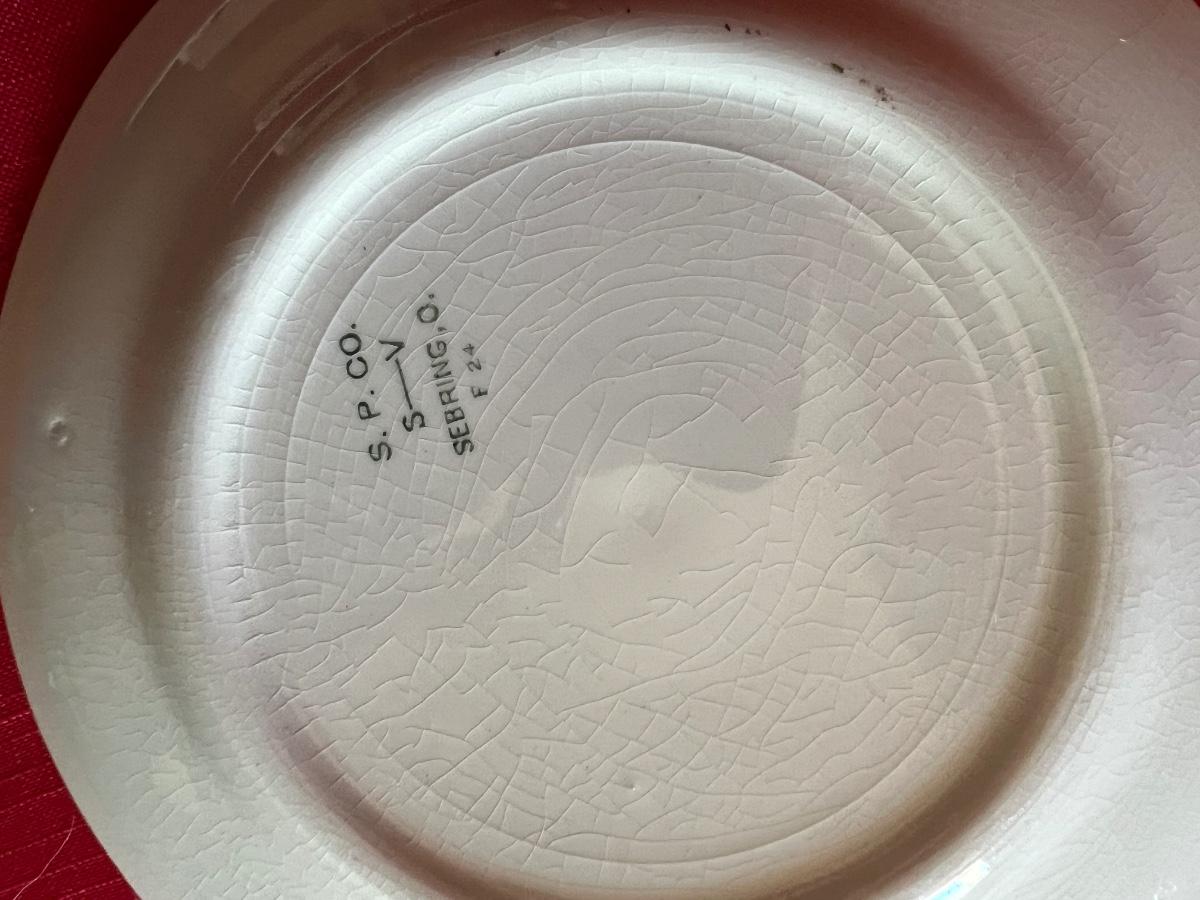 S. P. CO.
S—V
SEBRING, O.
F 24